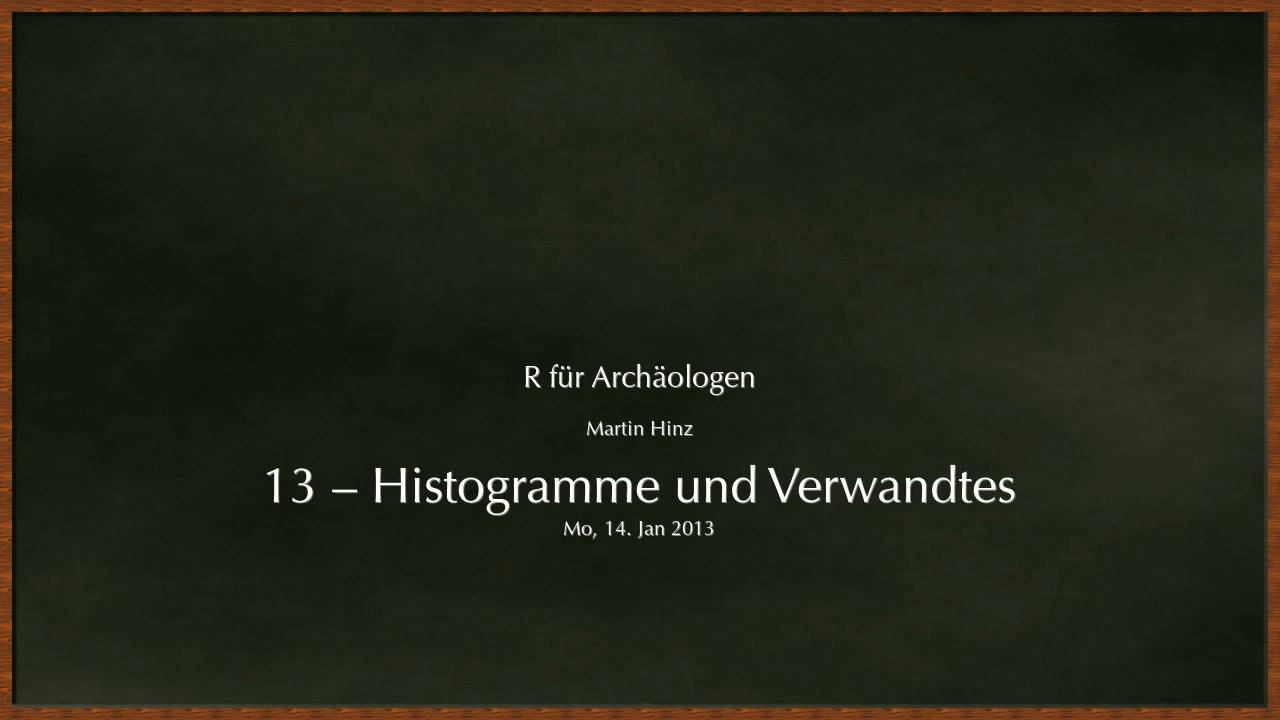 R für Archäologen
Martin Hinz
13 – Histogramme und Verwandtes
Mo, 14. Jan 2013